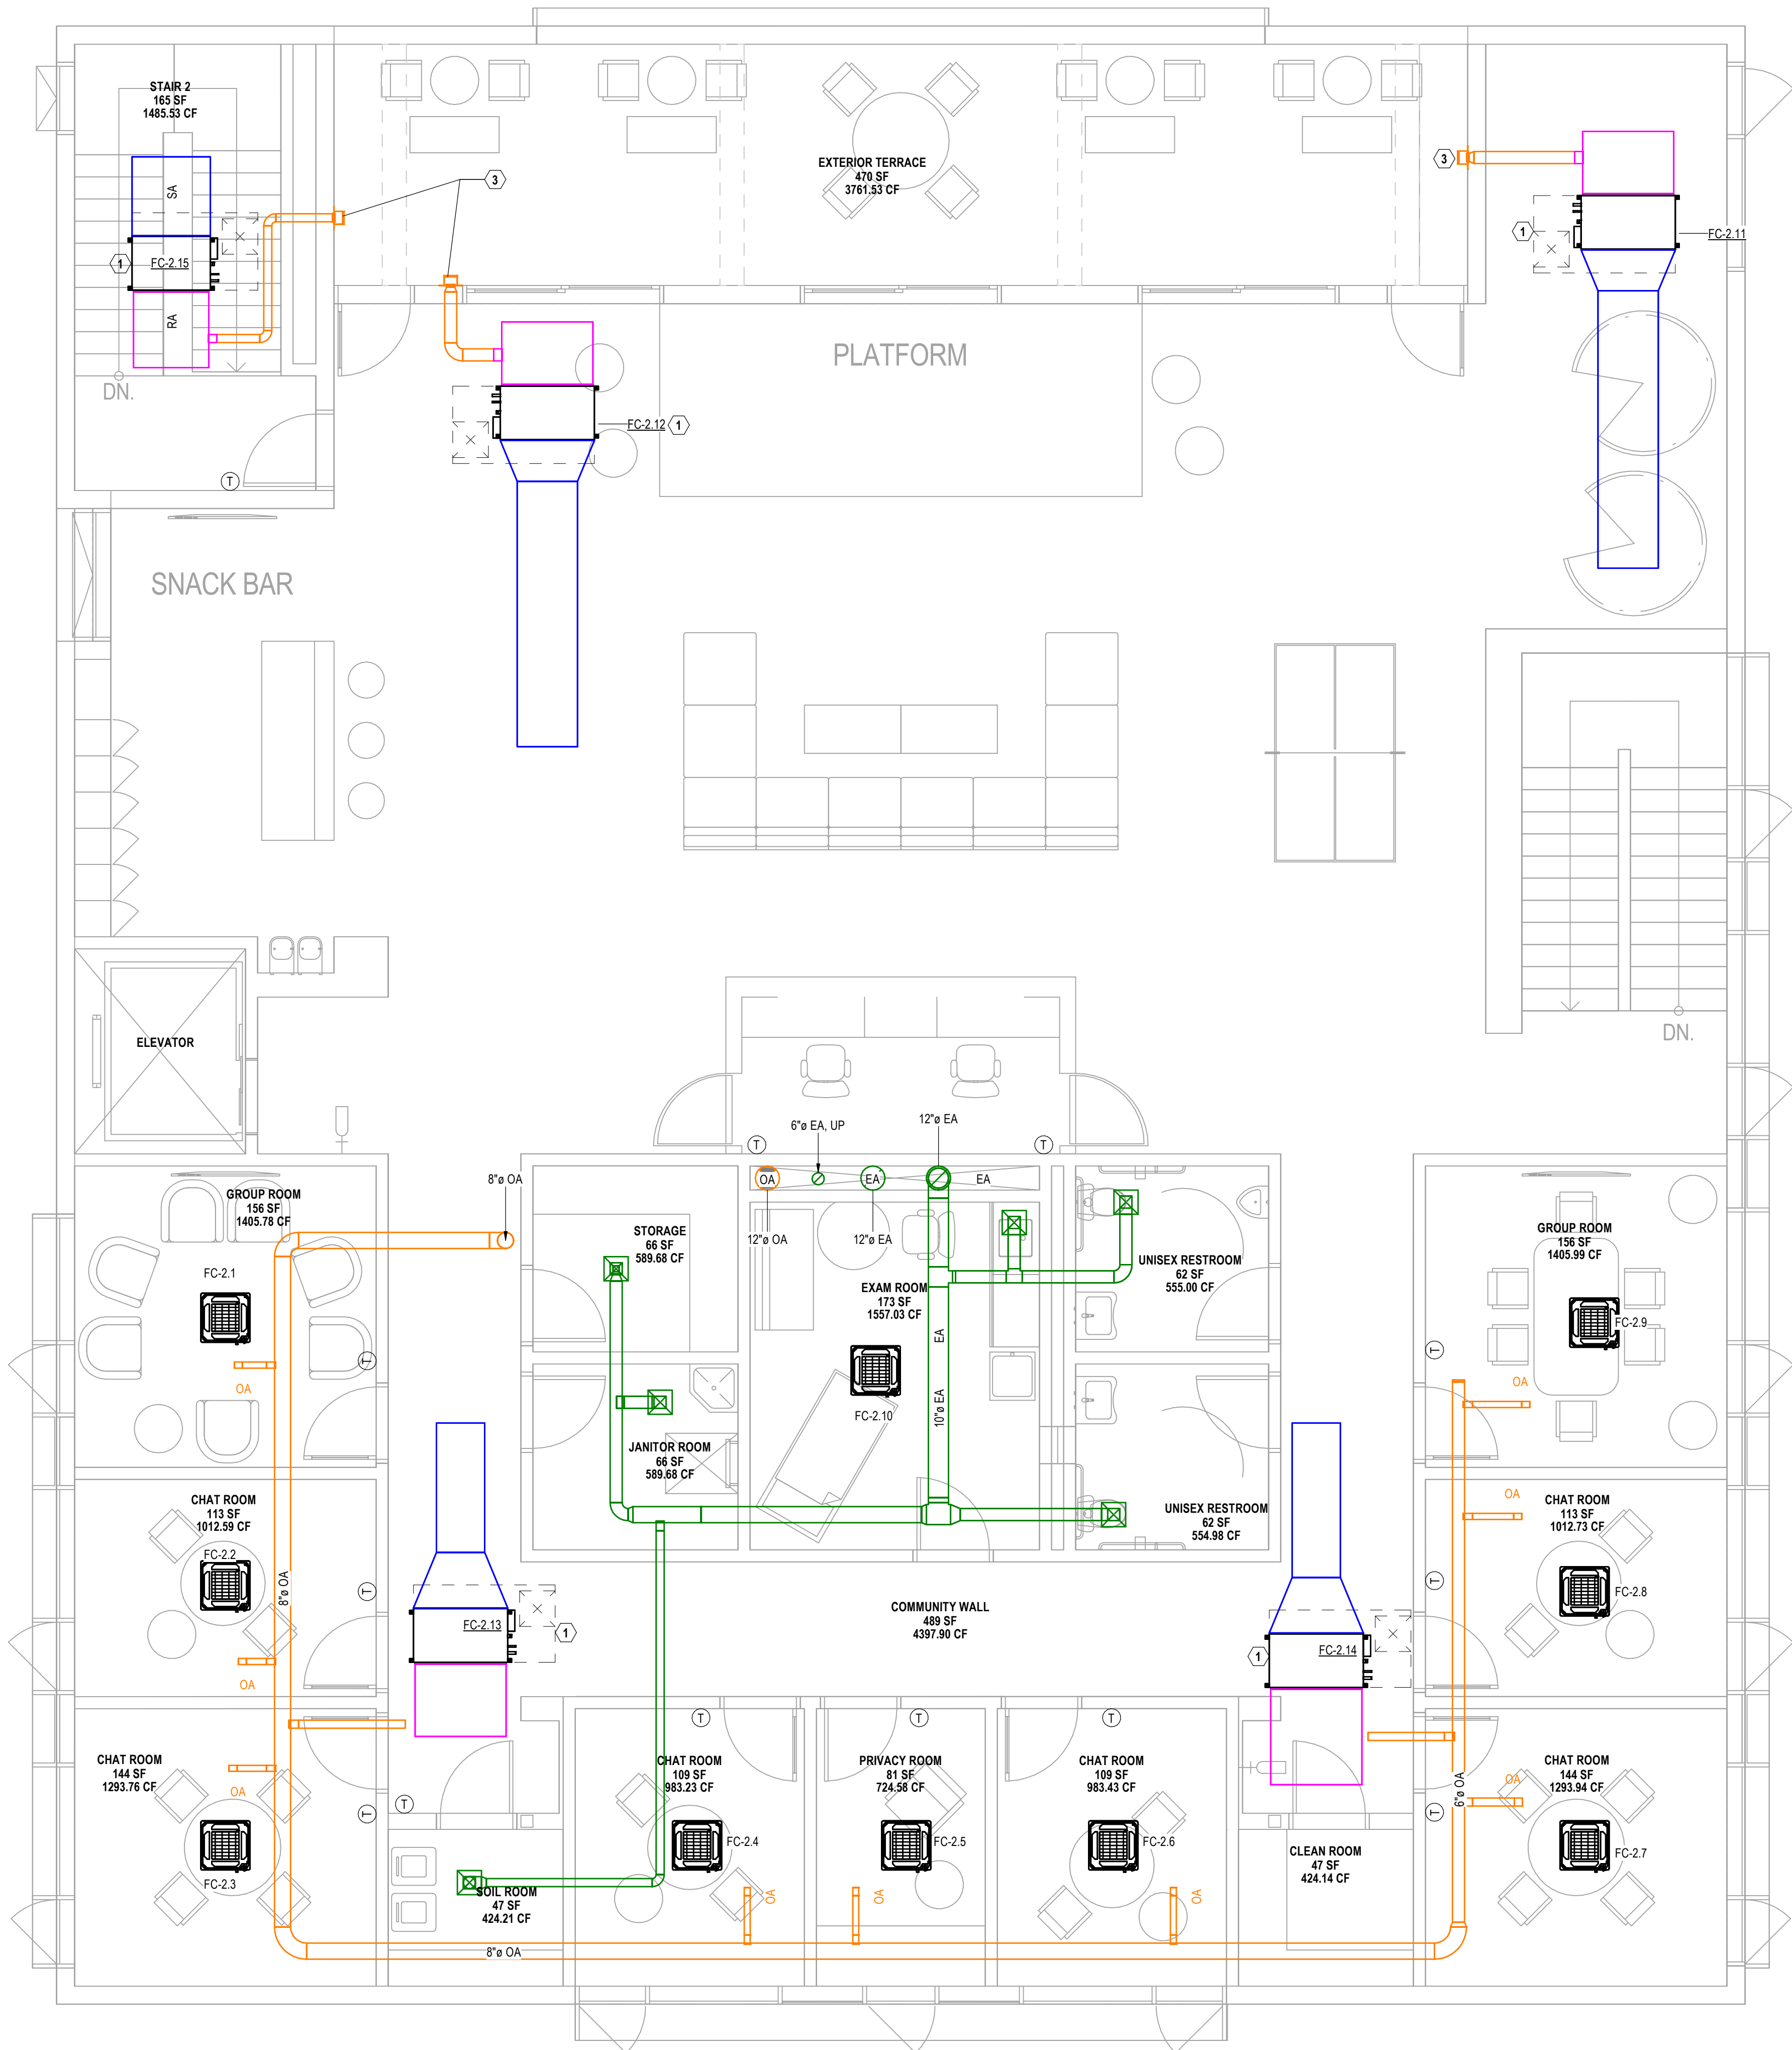 STAIR 2
165 SF
1485.53 CF
SA
FC-2.15
RA
1
DN.
3
EXTERIOR TERRACE
470 SF
3761.53 CF
3
1
FC-2.11
PLATFORM
FC-2.12
1
T
SNACK BAR
ELEVATOR
DN.
6"ø EA, UP
12"ø EA
T
T
8"ø OA
OA
EA
EA
12"ø OA
12"ø EA
GROUP ROOM
156 SF
1405.78 CF
FC-2.1
T
OA
STORAGE
66 SF
589.68 CF
EXAM ROOM
173 SF
1557.03 CF
EA
UNISEX RESTROOM
62 SF
555.00 CF
GROUP ROOM
156 SF
1405.99 CF
FC-2.9
T
OA
FC-2.10
10"ø EA
JANITOR ROOM
66 SF
589.68 CF
CHAT ROOM
113 SF
1012.59 CF
FC-2.2
T
8"ø OA
OA
UNISEX RESTROOM
62 SF
554.98 CF
OA
CHAT ROOM
113 SF
1012.73 CF
FC-2.8
T
FC-2.13
1
COMMUNITY WALL
489 SF
4397.90 CF
1
FC-2.14
CHAT ROOM
144 SF
1293.76 CF
OA
FC-2.3
T
T
T
CHAT ROOM
109 SF
983.23 CF
FC-2.4
OA
T
PRIVACY ROOM
81 SF
724.58 CF
FC-2.5
OA
T
CHAT ROOM
109 SF
983.43 CF
FC-2.6
OA
CLEAN ROOM
47 SF
424.14 CF
T
6"ø OA
OA
CHAT ROOM
144 SF
1293.94 CF
FC-2.7
SOIL ROOM
47 SF
424.21 CF
8"ø OA